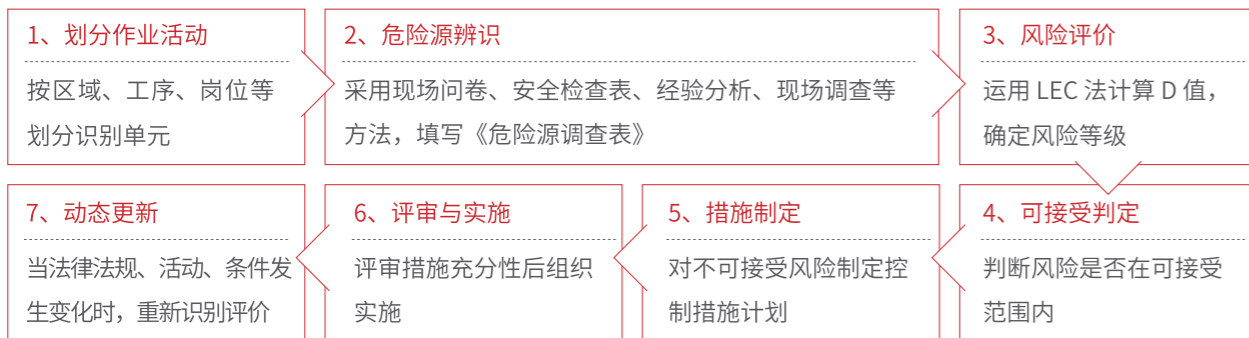 1、划分作业活动
按区域、工序、岗位等
划分识别单元
2、危险源辨识
采用现场问卷、安全检查表、经验分析、现场调查等
方法，填写《危险源调查表》
3、风险评价
运用 LEC 法计算 D 值，
确定风险等级
4、可接受判定
判断风险是否在可接受
范围内
5、措施制定
对不可接受风险制定控
制措施计划
6、评审与实施
评审措施充分性后组织
实施
7、动态更新
当法律法规、活动、条件发
生变化时，重新识别评价